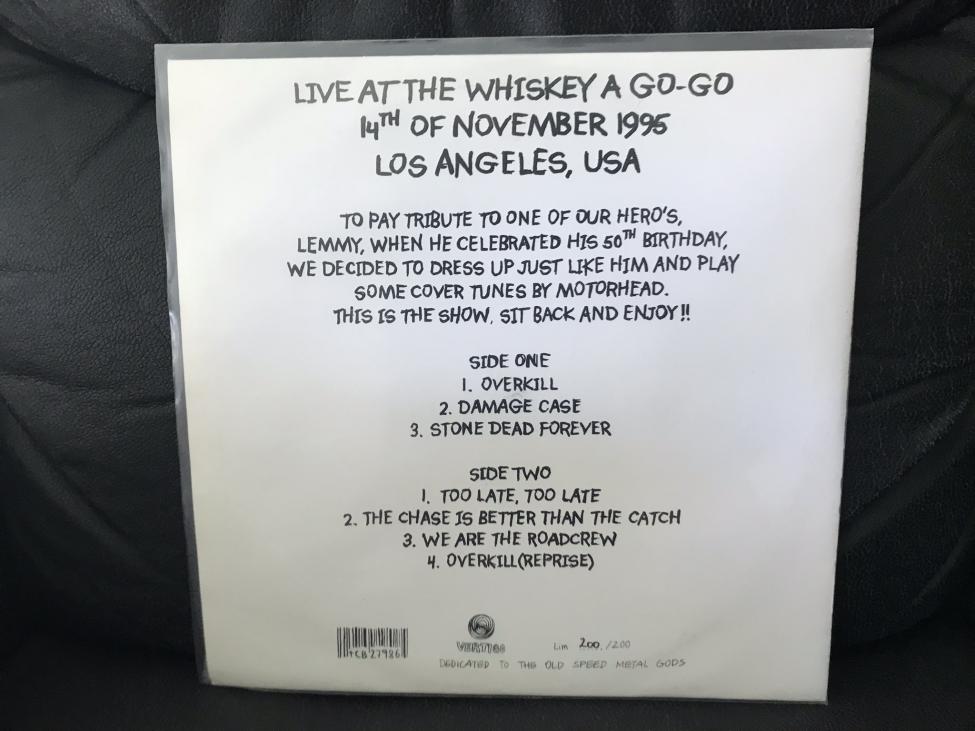 LIVE AT THE WHISKEY A GO-GO
14TH OF NOVEMBER 1995
LOS ANGELES, USA
TO PAY TRIBUTE TO ONE OF OUR HERO'S,
LEMMY, WHEN HE CELEBRATED HIS 50TH BIRTHDAY,
WE DECIDED TO DRESS UP JUST LIKE HIM AND PLAY
SOME COVER TUNES BY MOTORHEAD.
THIS IS THE SHOW, SIT BACK AND ENJOY!!
SIDE ONE
1. OVERKILL
2. DAMAGE CASE
3. STONE DEAD FOREVER
SIDE TWO
1. TOO LATE, TOO LATE
2. THE CHASE IS BETTER THAN THE CATCH
3. WE ARE THE ROADCREW
4. OVERKILL(REPRISE)
VERTIGO
Lim 200./200
TCB27986
DEDICATED TO THE OLD SPEED METAL GODS